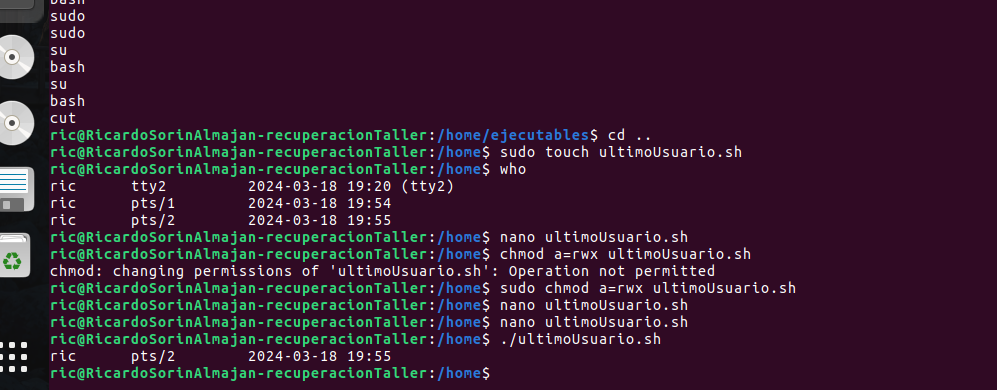 bash
sudo
sudo
su
bash
su
bash
cut
ric@RicardoSorinAlmajan-recuperacionTaller:/home/ejecutables$ cd ..
ric@RicardoSorinAlmajan-recuperacionTaller:/home$ sudo touch ultimoUsuario.sh
ric@RicardoSorinAlmajan-recuperacionTaller:/home$ who
ric      tty2         2024-03-18 19:20 (tty2)
ric      pts/1        2024-03-18 19:54
ric      pts/2        2024-03-18 19:55
ric@RicardoSorinAlmajan-recuperacionTaller:/home$ nano ultimoUsuario.sh
ric@RicardoSorinAlmajan-recuperacionTaller:/home$ chmod a=rwx ultimoUsuario.sh
chmod: changing permissions of 'ultimoUsuario.sh': Operation not permitted
ric@RicardoSorinAlmajan-recuperacionTaller:/home$ sudo chmod a=rwx ultimoUsuario.sh
ric@RicardoSorinAlmajan-recuperacionTaller:/home$ nano ultimoUsuario.sh
ric@RicardoSorinAlmajan-recuperacionTaller:/home$ nano ultimoUsuario.sh
ric@RicardoSorinAlmajan-recuperacionTaller:/home$ ./ultimoUsuario.sh
ric      pts/2        2024-03-18 19:55
ric@RicardoSorinAlmajan-recuperacionTaller:/home$